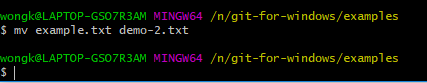 wongk@LAPTOP-GSO7R3AM MINGW64 /n/git-for-windows/examples
$ mv example.txt demo-2.txt
wongk@LAPTOP-GSO7R3AM MINGW64 /n/git-for-windows/examples
$